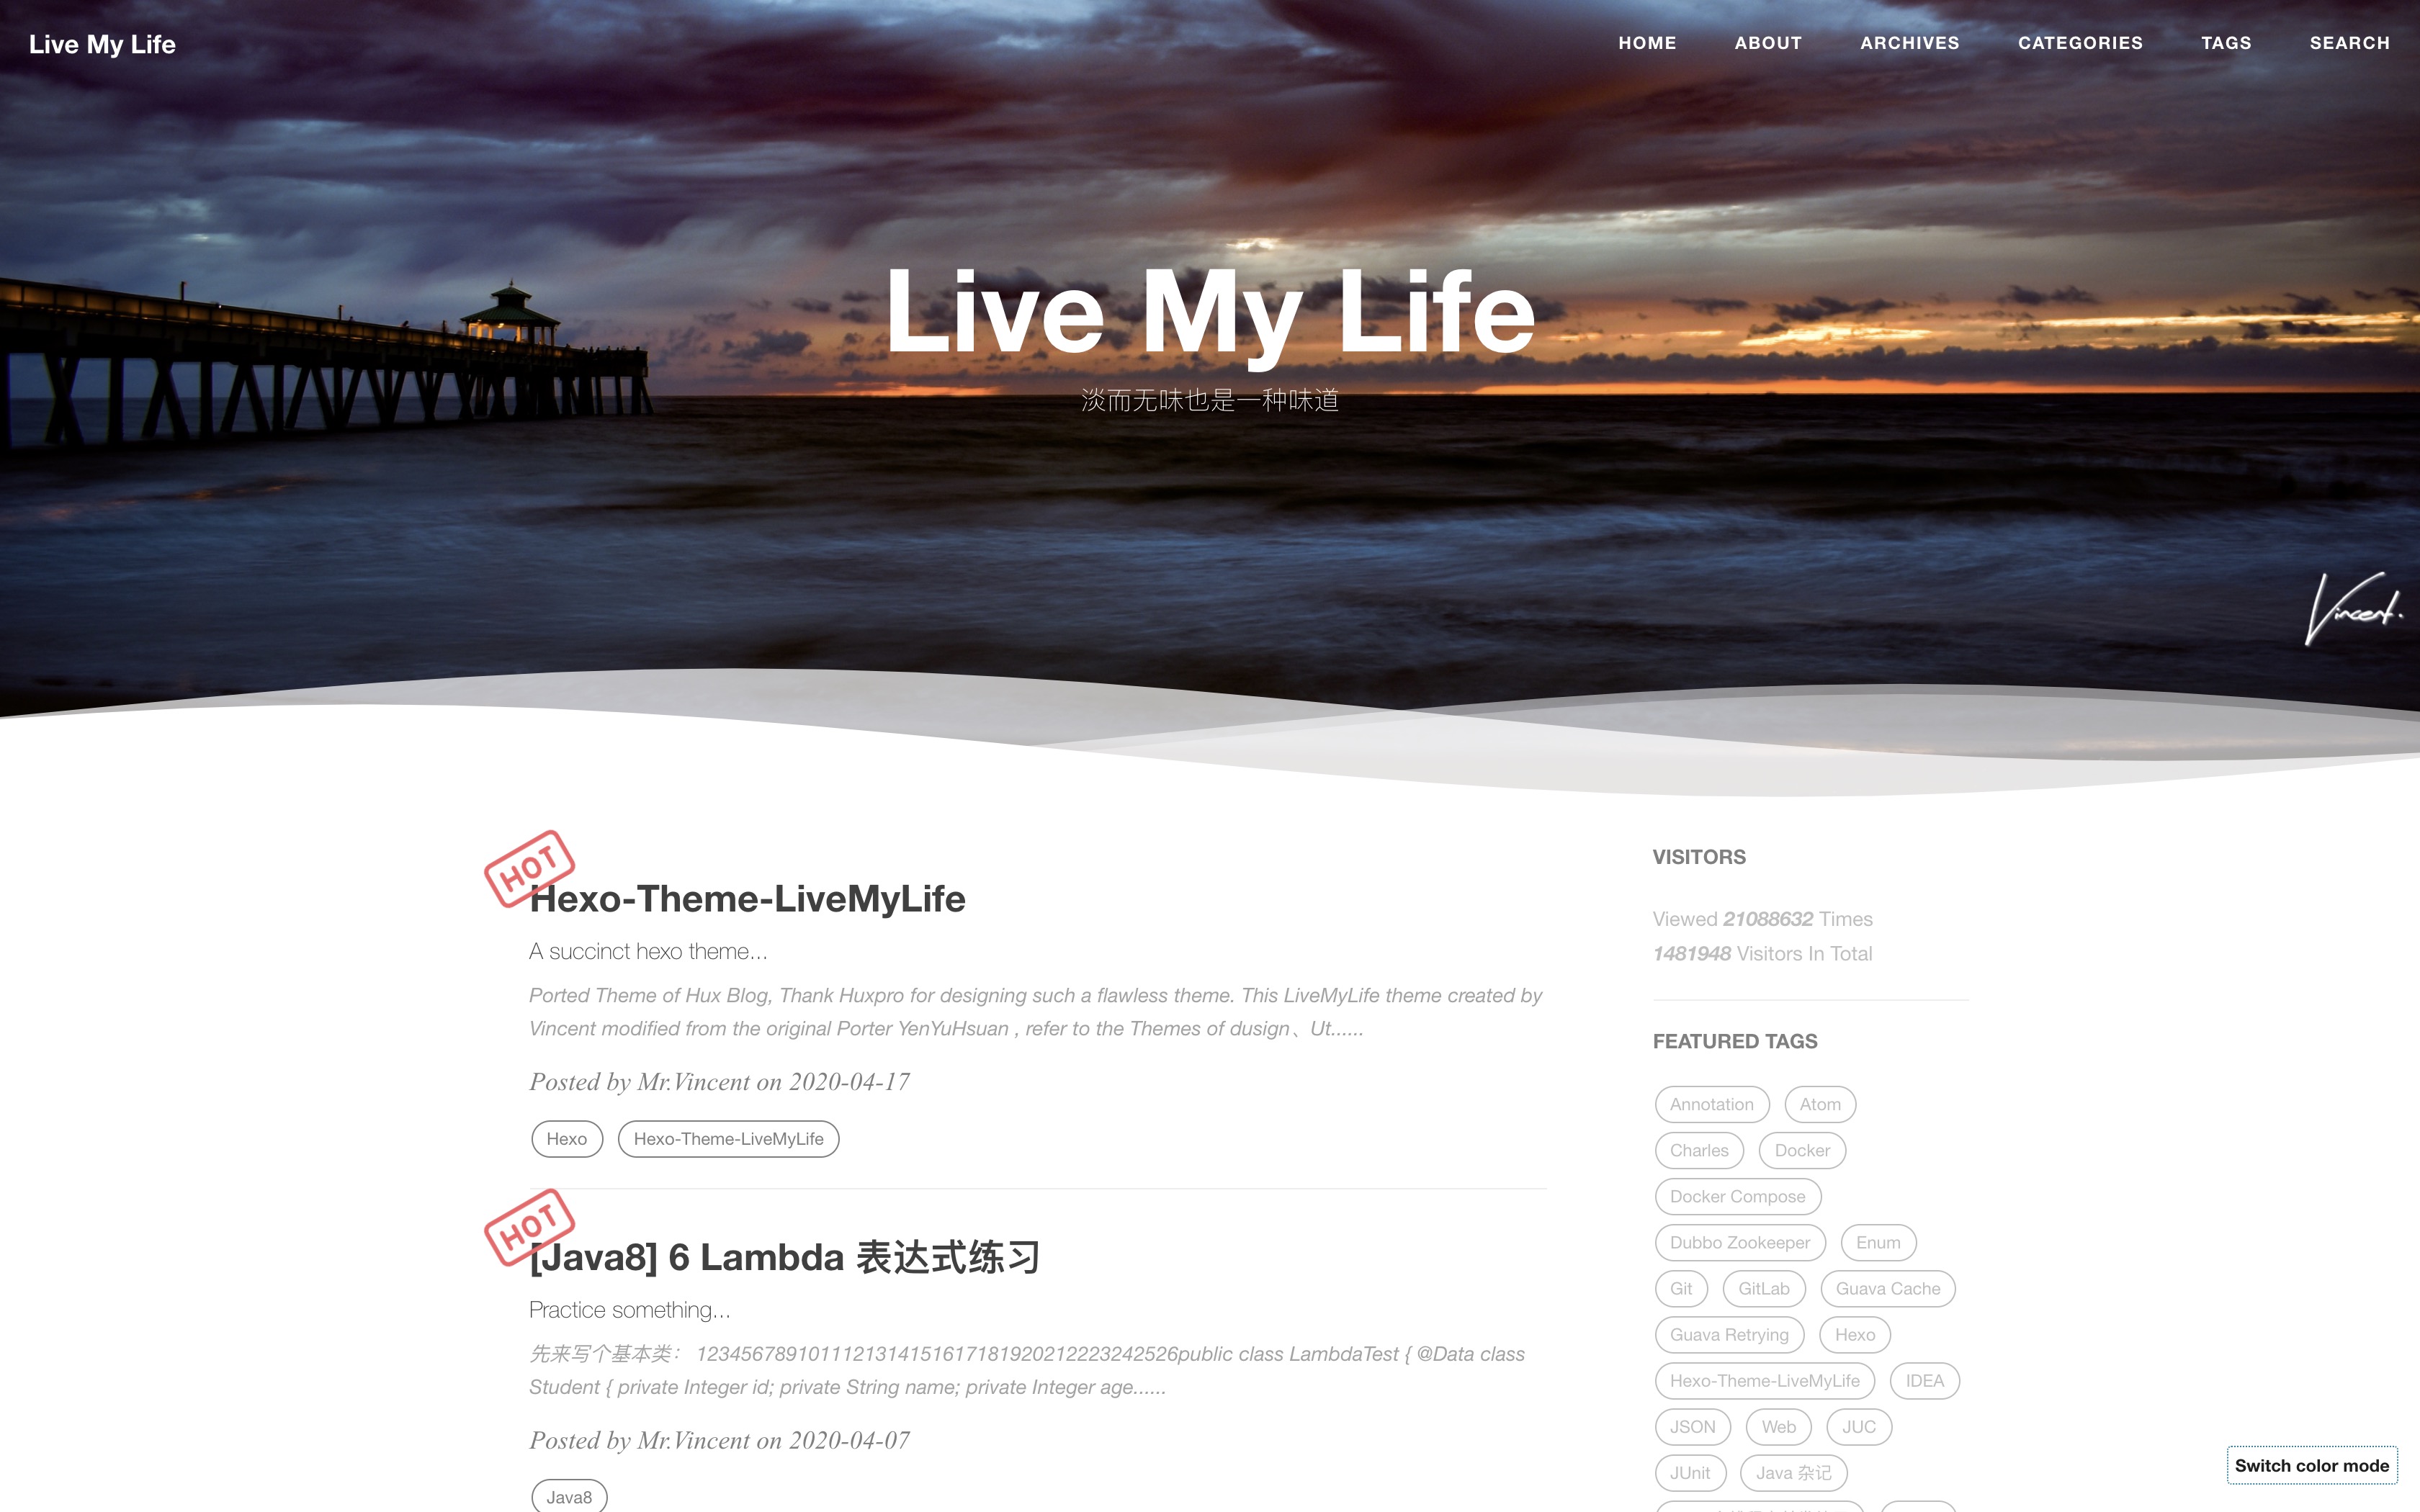 Live My Life
HOME ABOUT ARCHIVES CATEGORIES TAGS SEARCH
Live My Life
淡而无味也是一种味道
Vincent.
HOT
Hexo-Theme-LiveMyLife
A succinct hexo theme...
Ported Theme of Hux Blog, Thank Huxpro for designing such a flawless theme. This LiveMyLife theme created by
Vincent modified from the original Porter YenYuHsuan , refer to the Themes of dusign、Ut......
Posted by Mr.Vincent on 2020-04-17
Hexo Hexo-Theme-LiveMyLife
HOT
[Java8] 6 Lambda 表达式练习
Practice something...
先来写个基本类： 1234567891011121314151617181920212223242526public class LambdaTest { @Data class
Student { private Integer id; private String name; private Integer age......
Posted by Mr.Vincent on 2020-04-07
Java8
VISITORS
Viewed 21088632 Times
1481948 Visitors In Total
FEATURED TAGS
Annotation Atom
Charles Docker
Docker Compose
Dubbo Zookeeper Enum
Git GitLab Guava Cache
Guava Retrying Hexo
Hexo-Theme-LiveMyLife IDEA
JSON Web JUC
JUnit Java 杂记
Switch color mode